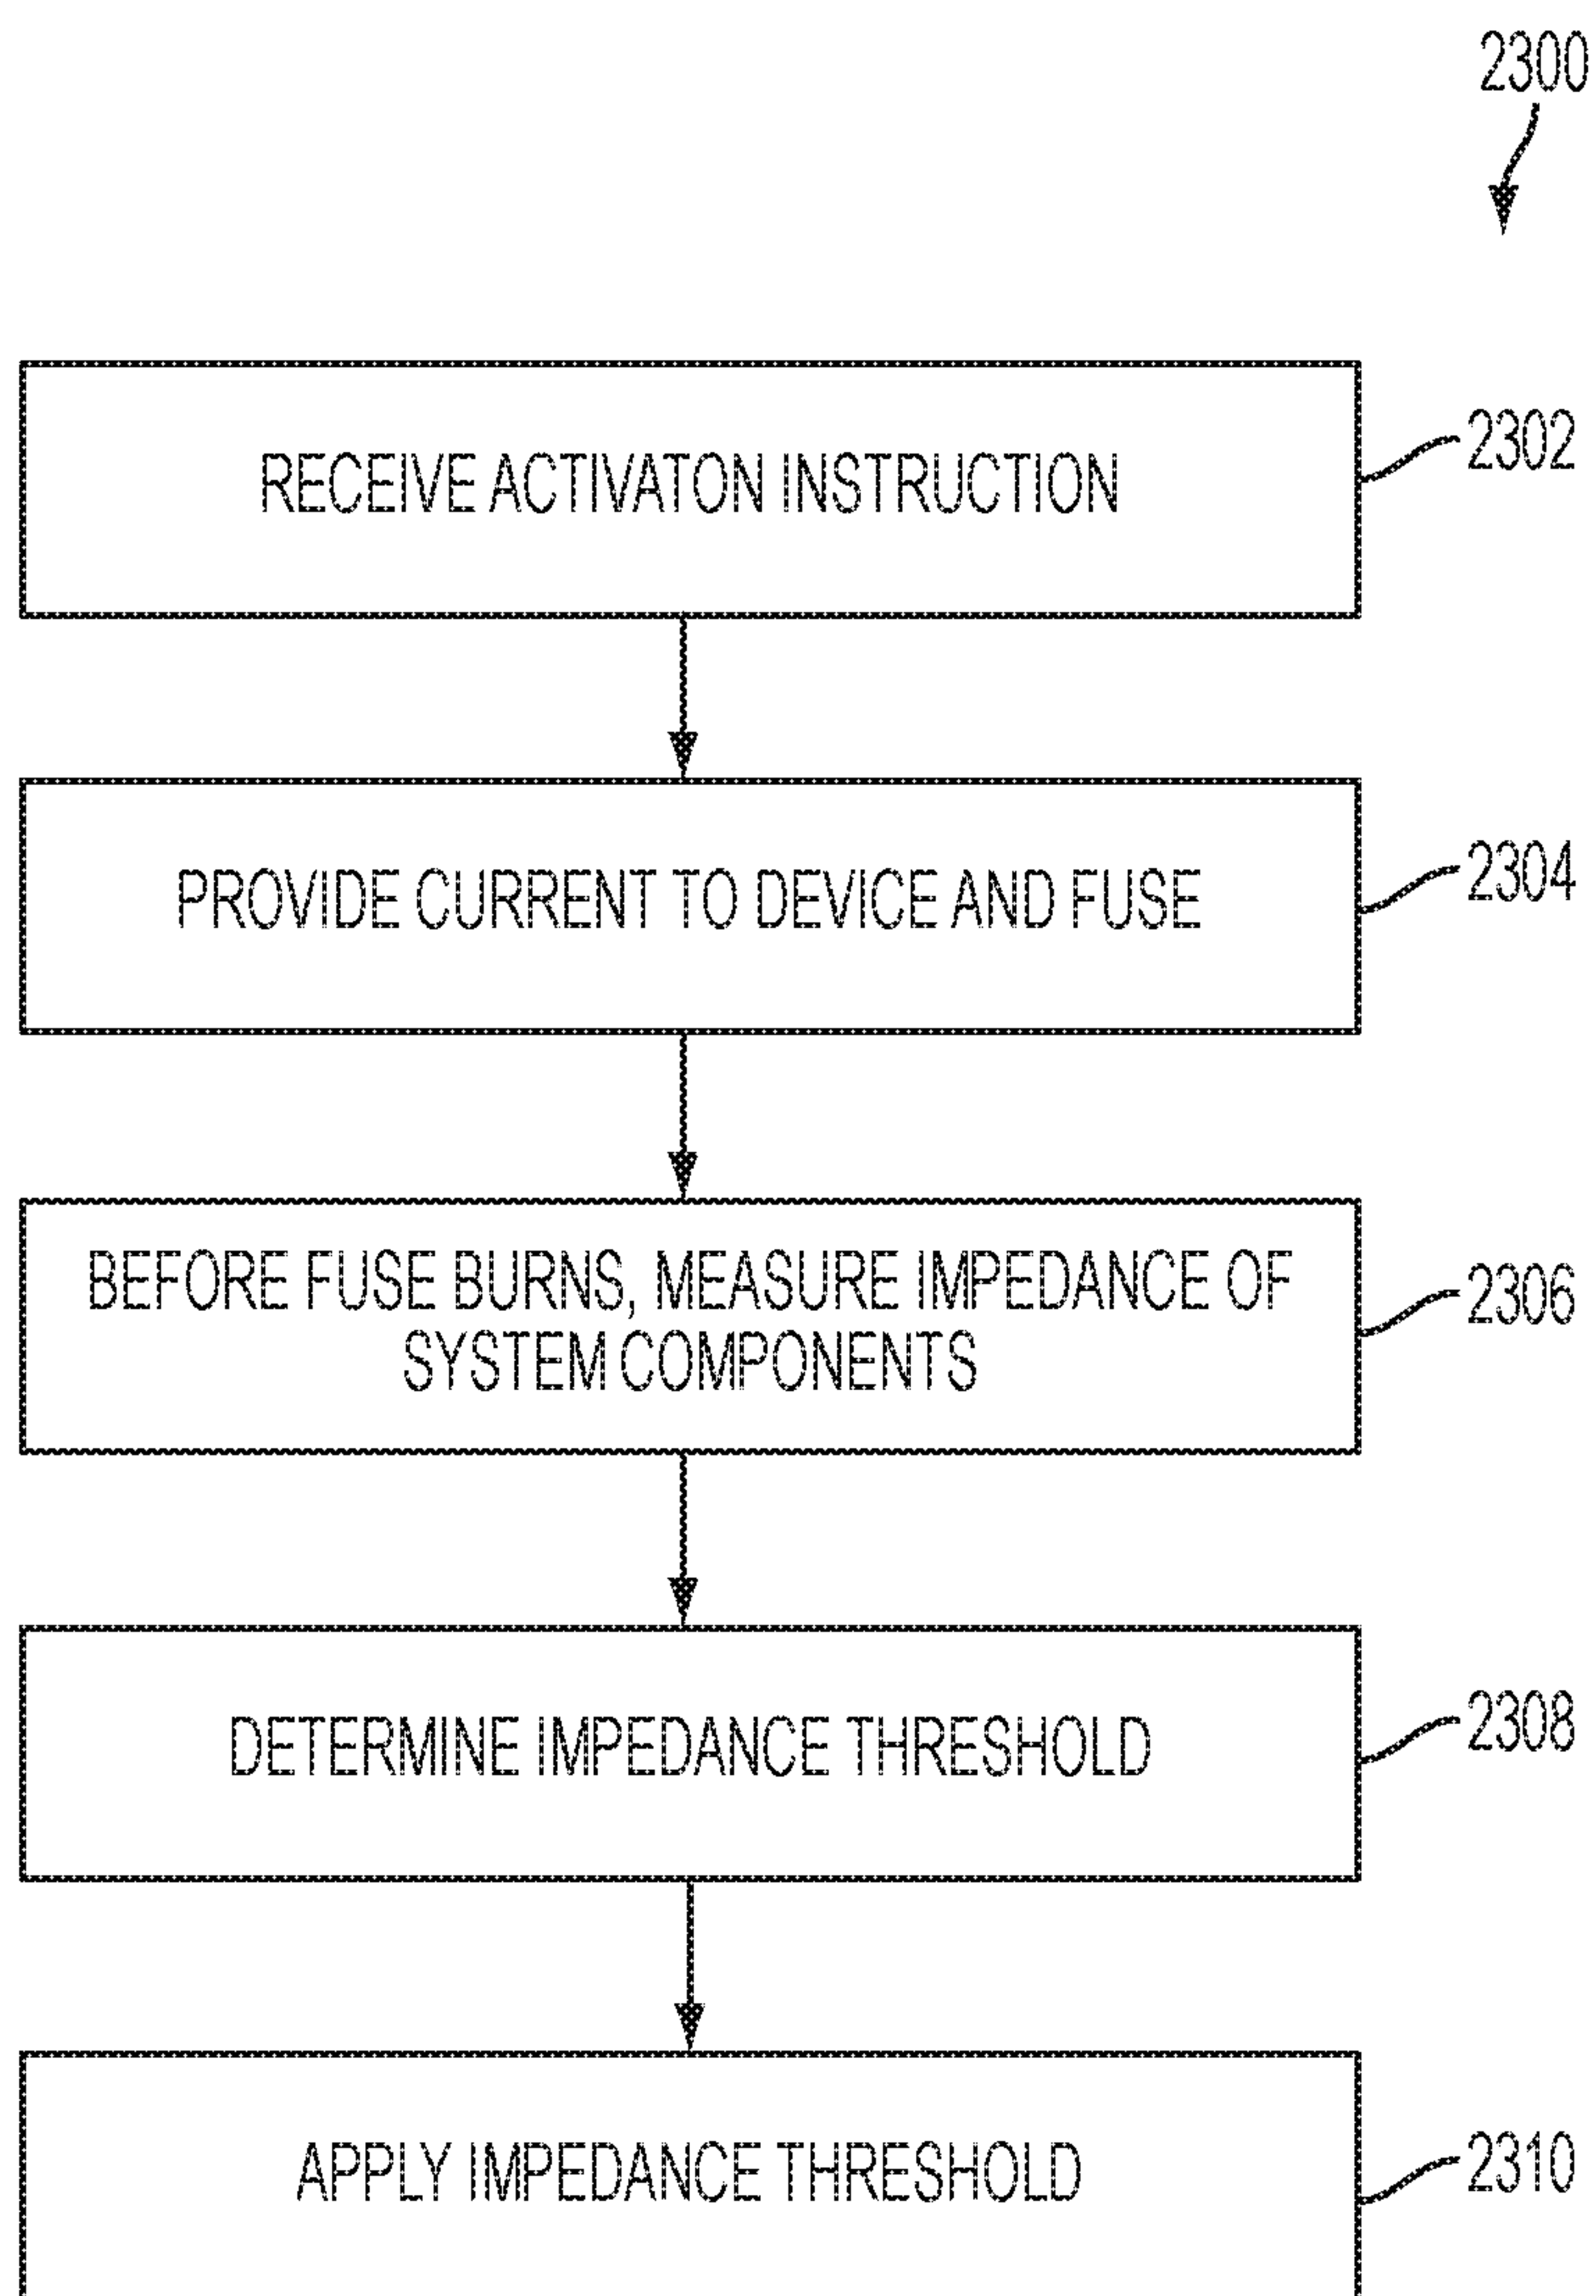 2300
RECEIVE ACTIVATON INSTRUCTION
2302
PROVIDE CURRENT TO DEVICE AND FUSE
2304
BEFORE FUSE BURNS, MEASURE IMPEDANCE OF
SYSTEM COMPONENTS
2306
DETERMINE IMPEDANCE THRESHOLD
2308
APPLY IMPEDANCE THRESHOLD
2310